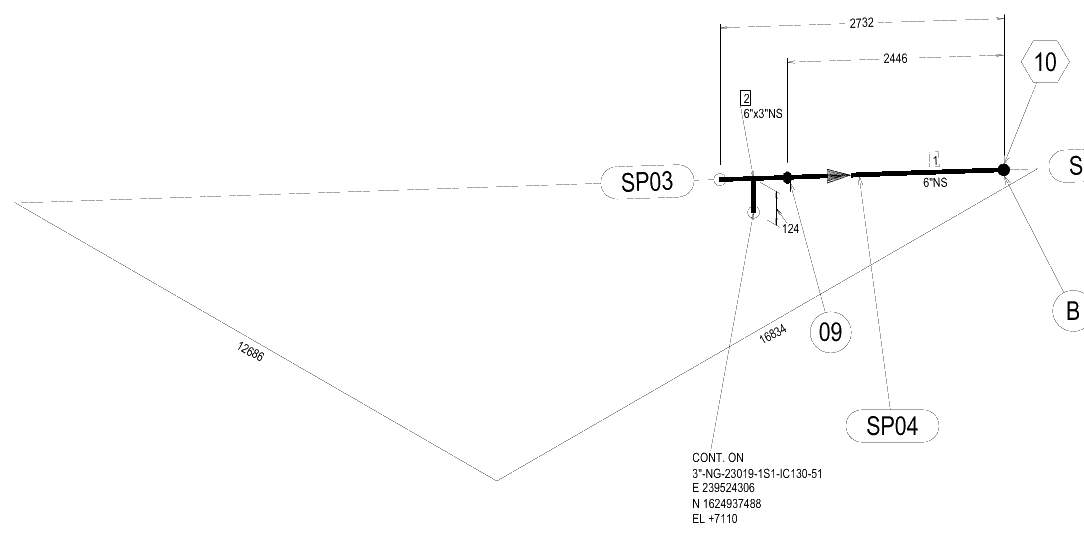 2732
2446
10
2
6"x3"NS
1
6"NS
SP03
S
124
B
09
16834
12686
SP04
CONT. ON
3"-NG-23019-1S1-IC130-51
E 239524306
N 1624937488
EL +7110